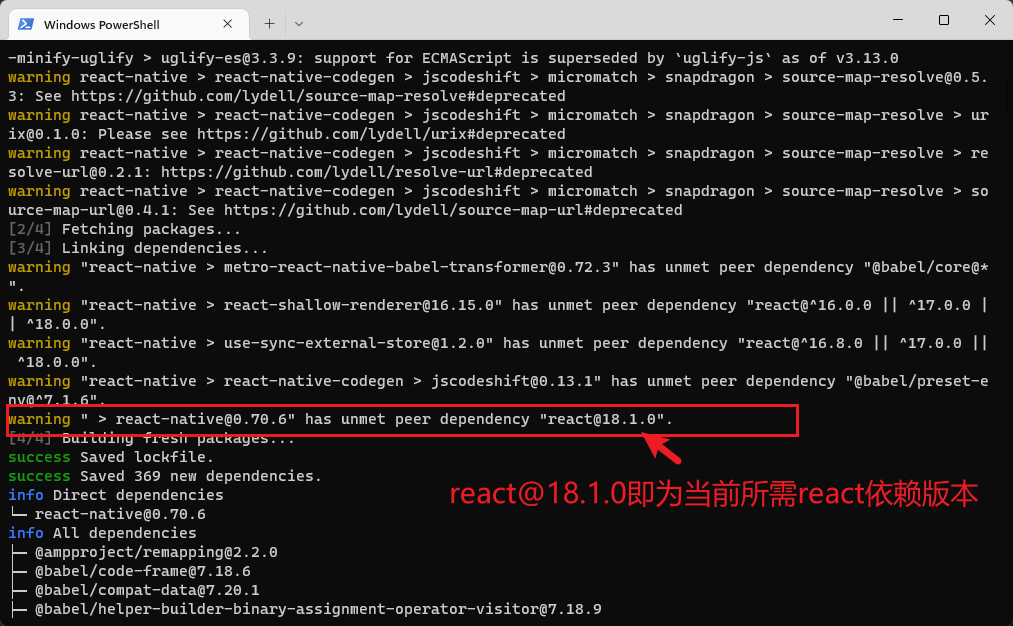 Windows PowerShell
-minify-uglify > uglify-es@3.3.9: support for ECMAScript is superseded by `uglify-js` as of v3.13.0
warning react-native > react-native-codegen > jscodeshift > micromatch > snapdragon > source-map-resolve@0.5.
3: See https://github.com/lydell/source-map-resolve#deprecated
warning react-native > react-native-codegen > jscodeshift > micromatch > snapdragon > source-map-resolve > ur
ix@0.1.0: Please see https://github.com/lydell/urix#deprecated
warning react-native > react-native-codegen > jscodeshift > micromatch > snapdragon > source-map-resolve > re
solve-url@0.2.1: https://github.com/lydell/resolve-url#deprecated
warning react-native > react-native-codegen > jscodeshift > micromatch > snapdragon > source-map-resolve > so
urce-map-url@0.4.1: See https://github.com/lydell/source-map-url#deprecated
[2/4] Fetching packages...
[3/4] Linking dependencies...
warning "react-native > metro-react-native-babel-transformer@0.72.3" has unmet peer dependency "@babel/core@*
".
warning "react-native > react-shallow-renderer@16.15.0" has unmet peer dependency "react@^16.0.0 || ^17.0.0 |
| ^18.0.0".
warning "react-native > use-sync-external-store@1.2.0" has unmet peer dependency "react@^16.8.0 || ^17.0.0 ||
 ^18.0.0".
warning "react-native > react-native-codegen > jscodeshift@0.13.1" has unmet peer dependency "@babel/preset-e
nv@^7.1.6".
warning " > react-native@0.70.6" has unmet peer dependency "react@18.1.0".
[4/4] Building fresh packages...
success Saved lockfile.
success Saved 369 new dependencies.
info Direct dependencies
react@18.1.0即为当前所需react依赖版本
└─ react-native@0.70.6
info All dependencies
├─ @ampproject/remapping@2.2.0
├─ @babel/code-frame@7.18.6
├─ @babel/compat-data@7.20.1
├─ @babel/helper-builder-binary-assignment-operator-visitor@7.18.9